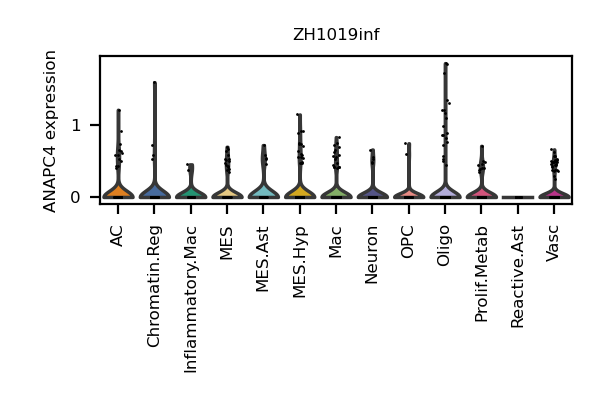 ZH1019inf
ANAPC4 expression
1
0
AC
Chromatin.Reg
Inflammatory.Mac
MES
MES.Ast
MES.Hyp
Mac
Neuron
OPC
Oligo
Prolif.Metab
Reactive.Ast
Vasc